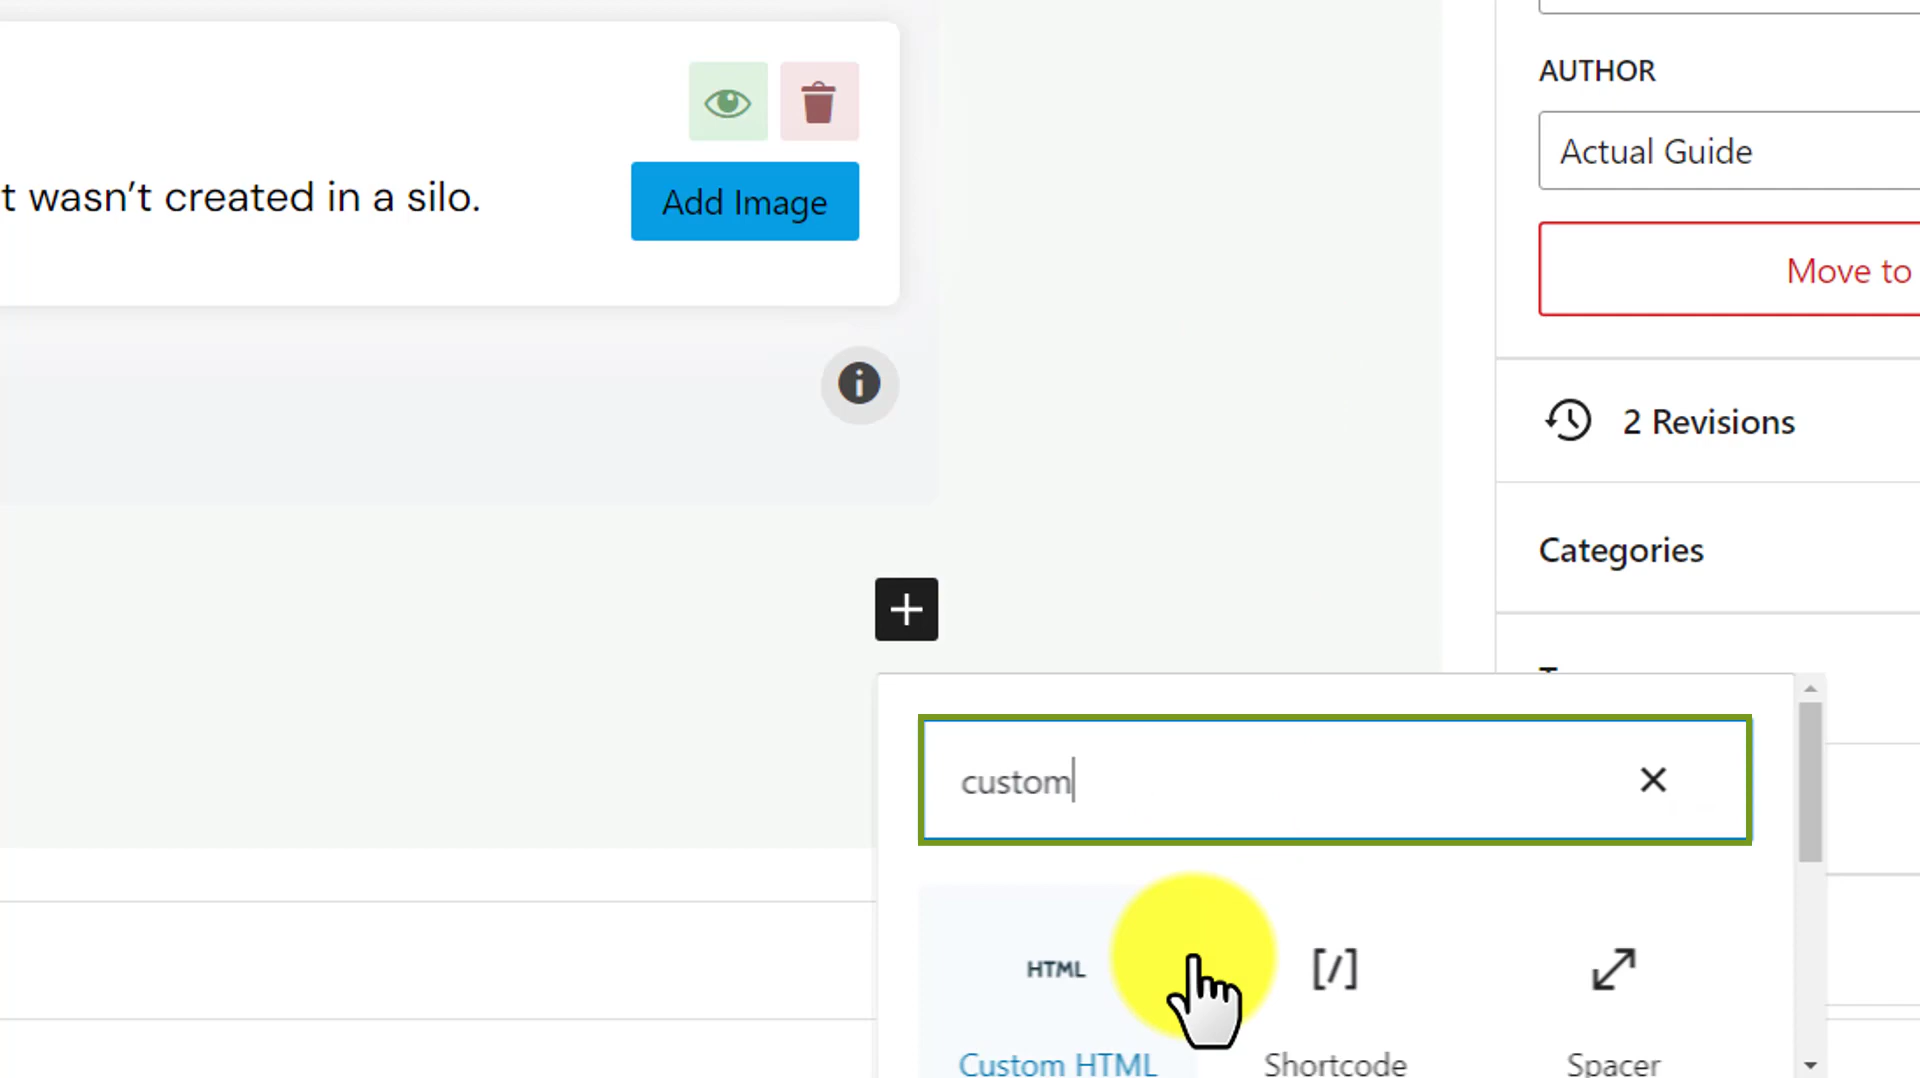 AUTHOR
Actual Guide
t wasn't created in a silo.
Add Image
Move to
2 Revisions
Categories
custom
HTML
[/]
Custom HTML
Shortcode
Spacer